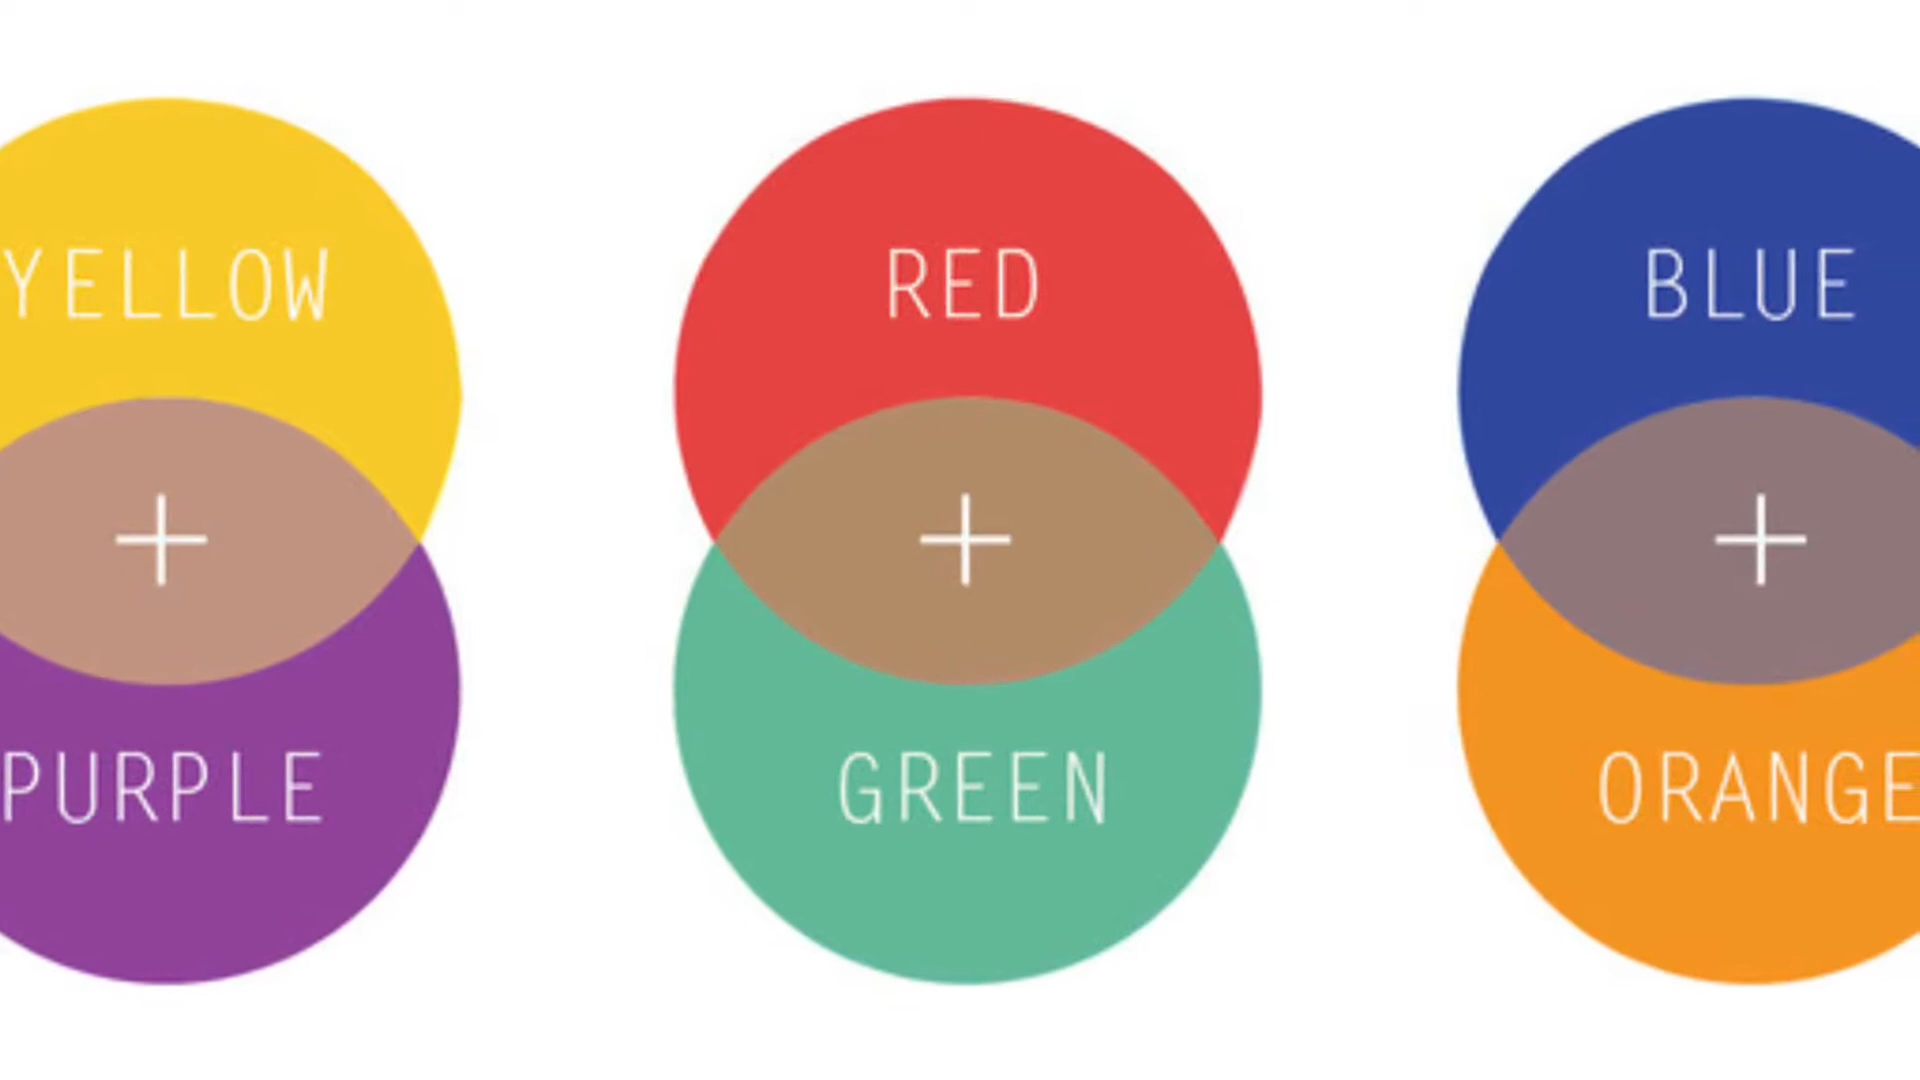 YELLOW
+
PURPLE
RED
+
GREEN
BLUE
+
ORANGE